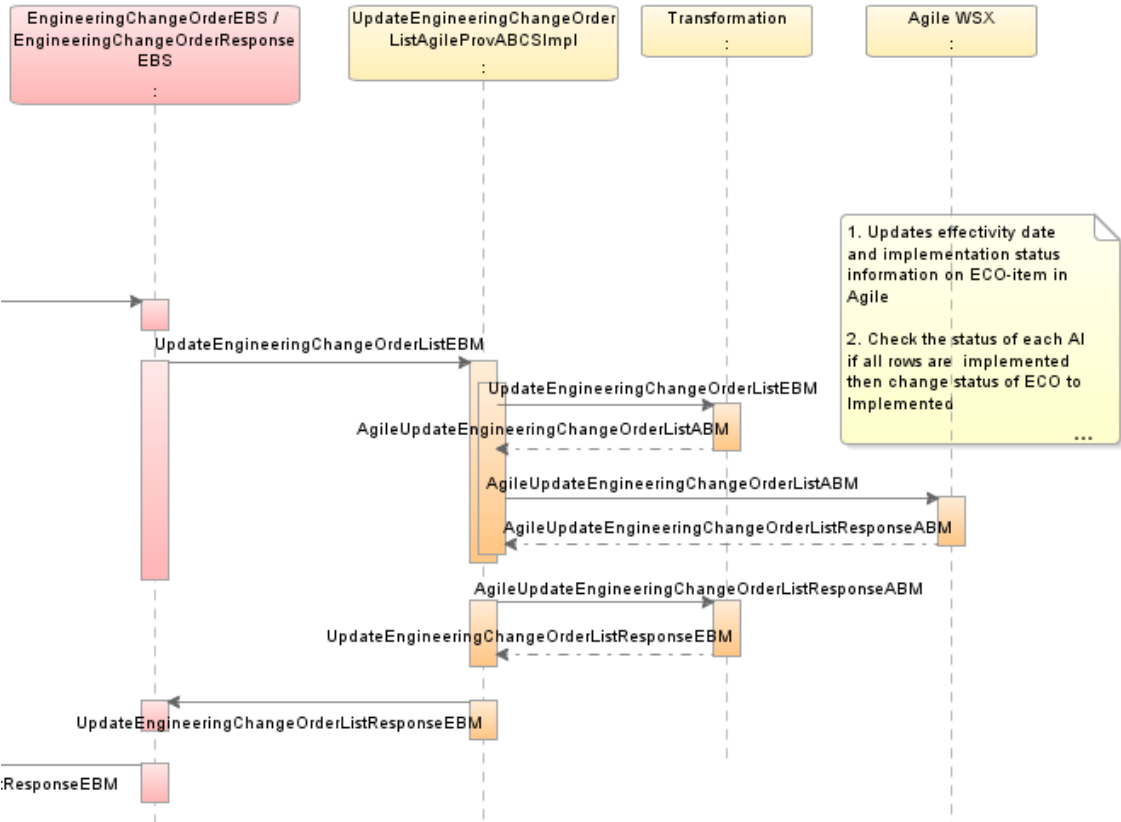 EngineeringChangeOrderEBS /
EngineeringChangeOrderResponse
EBS
:
UpdateEngineeringChangeOrder
ListAgileProvABCSImpl
:
Transformation
:
Agile WSX
:
1. Updates effectivity date
and implementation status
information on ECO-item in
Agile
2. Check the status of each AI
if all rows are implemented
then change status of ECO to
Implemented
...
UpdateEngineeringChangeOrderListEBM
UpdateEngineeringChangeOrderListEBM
AgileUpdateEngineeringChangeOrderListABM
AgileUpdateEngineeringChangeOrderListABM
AgileUpdateEngineeringChangeOrderListResponseABM
AgileUpdateEngineeringChangeOrderListResponseABM
UpdateEngineeringChangeOrderListResponseEBM
UpdateEngineeringChangeOrderListResponseEBM
:ResponseEBM